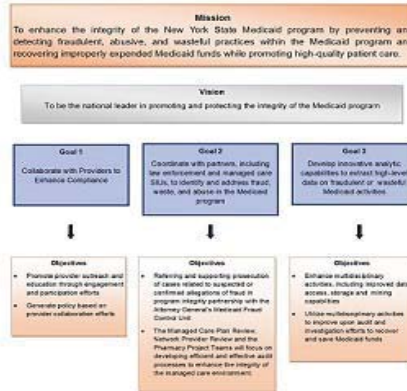 Mission
To enhance the integrity of the New York State Medicaid program by preventing an
detecting fraudulent, abusive, and wasteful practices within the Medicaid program an
recovering improperly expended Medicaid funds while promoting high-quality patient care.
Vision
To be the national leader in promoting and protecting the integrity of the Medicaid program
Goal 1
Collaborate with Providers to
Enhance Compliance
Goal 2
Coordinate with partners, including
law enforcement and managed care
SIUs, to identify and address fraud,
waste, and abuse in the Medicaid
program
Goal 3
Develop innovative analytic
capabilities to extract high-level
data on fraudulent or wasteful
Medicaid activities.
Objectives
• Promote provider outreach and
education through engagement
and participation efforts
• Generate policy based on
provider collaboration efforts
Objectives
• Referring and supporting prosecution
of cases related to suspected or
confirmed allegations of fraud in
program integrity partnership with the
Attorney General's Medicaid Fraud
Control Unit
• The Managed Care Plan Review,
Network Provider Review and the
Pharmacy Project Teams will focus on
developing efficient and effective
audit processes to enhance the integrity
of the managed care environment.
Objectives
• Enhance multidisciplinary
activities, including improved data
access, storage and mining
capabilities
• Utilize multidisciplinary activities
to improve upon audit and
investigation efforts to recover
and save Medicaid funds